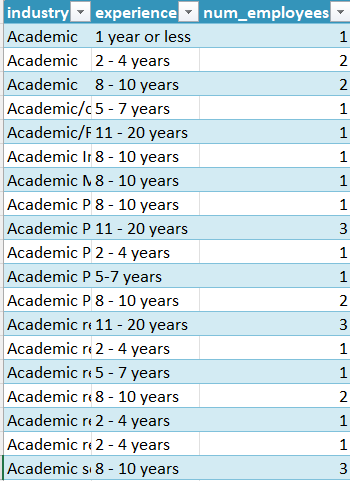 industry experience num_employees
Academic 1 year or less 1
Academic 2 - 4 years 2
Academic 8 - 10 years 2
Academic/c 5 - 7 years 1
Academic/F 11 - 20 years 1
Academic In 8 - 10 years 1
Academic M 8 - 10 years 1
Academic P 8 - 10 years 1
Academic P 11 - 20 years 3
Academic P 2 - 4 years 1
Academic P 5-7 years 1
Academic P 8 - 10 years 2
Academic re 11 - 20 years 3
Academic re 2 - 4 years 1
Academic re 5 - 7 years 1
Academic re 8 - 10 years 2
Academic re 2 - 4 years 1
Academic re 2 - 4 years 1
Academic se 8 - 10 years 3